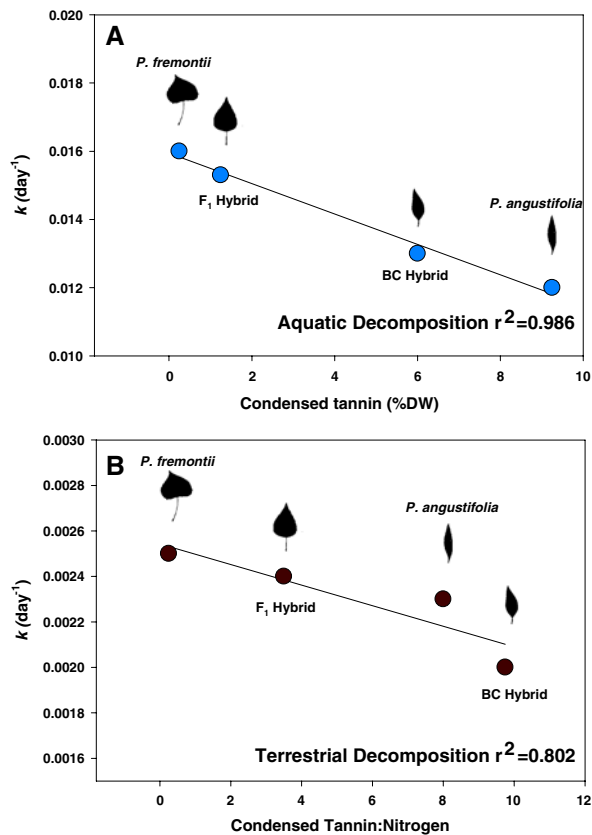 A
P. fremontii
F1 Hybrid
BC Hybrid
P. angustifolia
Aquatic Decomposition r2=0.986
k (day-1)
0.020
0.018
0.016
0.014
0.012
0.010
0 2 4 6 8 10
Condensed tannin (%DW)
B
P. fremontii
F1 Hybrid
P. angustifolia
BC Hybrid
Terrestrial Decomposition r2=0.802
k (day-1)
0.0030
0.0028
0.0026
0.0024
0.0022
0.0020
0.0018
0.0016
0 2 4 6 8 10 12
Condensed Tannin:Nitrogen